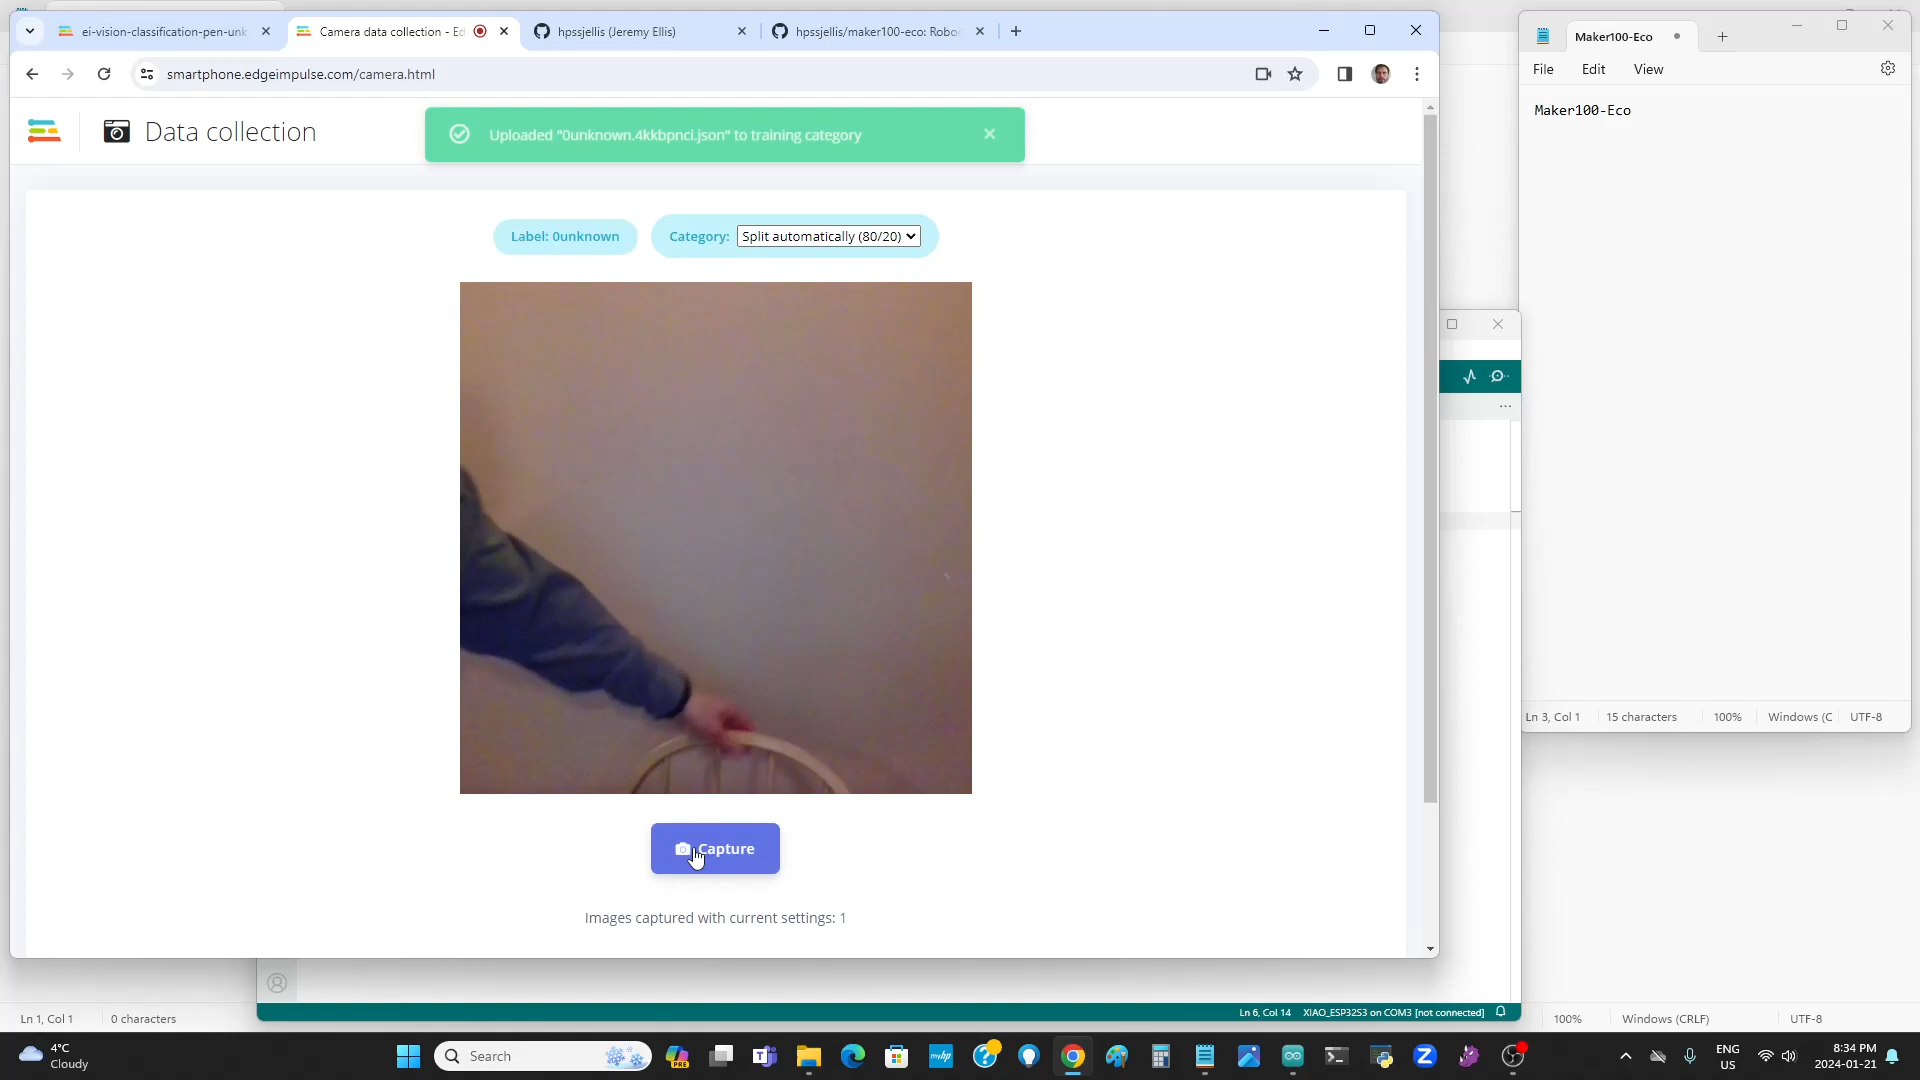 ei-vision-classification-pen-unk
Camera data collection - Ed
hpssjellis (Jeremy Ellis)
hpssjellis/maker100-eco: Robo
smartphone.edgeimpulse.com/camera.html
Data collection
Uploaded "0unknown.4kkbpnci.json" to training category
Label: 0unknown
Category: Split automatically (80/20)
Capture
Images captured with current settings: 1
Maker100-Eco
File Edit View
Maker100-Eco
Ln 3, Col 1 15 characters 100% Windows (C UTF-8
Ln 6, Col 14 XIAO_ESP32S3 on COM3 [not connected]
Ln 1, Col 1 0 characters 100% Windows (CRLF) UTF-8
4°C
Cloudy
Search
PRE
myhp
ENG
US
8:34 PM
2024-01-21